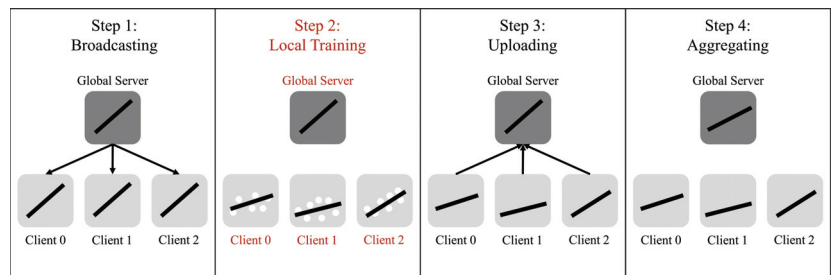 Step 1:
Broadcasting
Global Server
Client 0 Client 1 Client 2
Step 2:
Local Training
Global Server
Client 0 Client 1 Client 2
Step 3:
Uploading
Global Server
Client 0 Client 1 Client 2
Step 4:
Aggregating
Global Server
Client 0 Client 1 Client 2